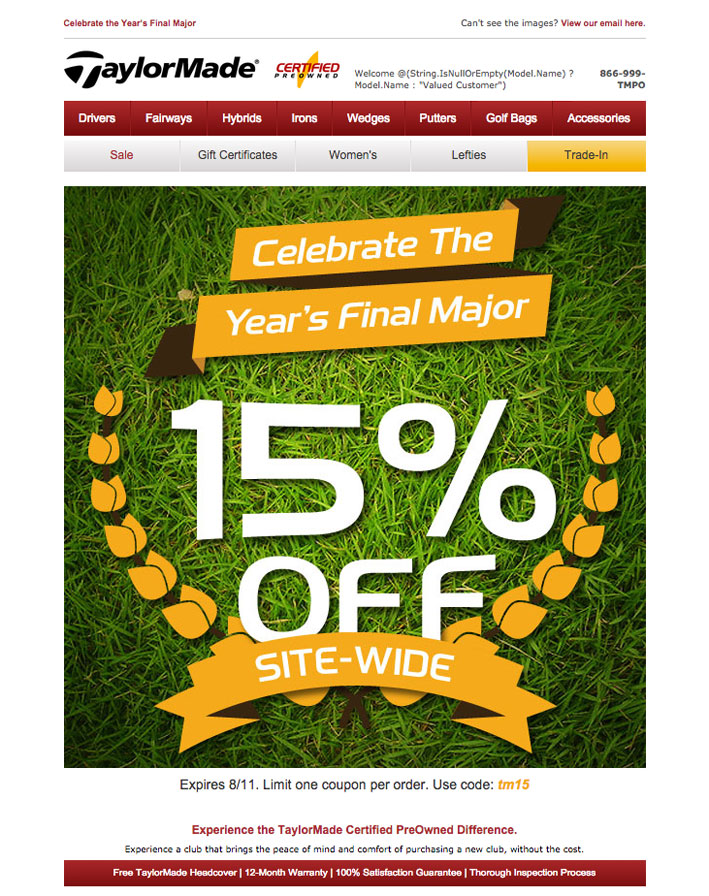 Celebrate the Year's Final Major
Can't see the images? View our email here.
TaylorMade®
CERTIFIED
PREOWNED
Welcome @(String.IsNullOrEmpty(Model.Name) ?
Model.Name : "Valued Customer")
866-999-
TMPO
Drivers Fairways Hybrids Irons Wedges Putters Golf Bags Accessories
Sale Gift Certificates Women's Lefties Trade-In
Celebrate The
Year's Final Major
15%
OFF
SITE-WIDE
Expires 8/11. Limit one coupon per order. Use code: tm15
Experience the TaylorMade Certified PreOwned Difference.
Experience a club that brings the peace of mind and comfort of purchasing a new club, without the cost.
Free TaylorMade Headcover | 12-Month Warranty | 100% Satisfaction Guarantee | Thorough Inspection Process